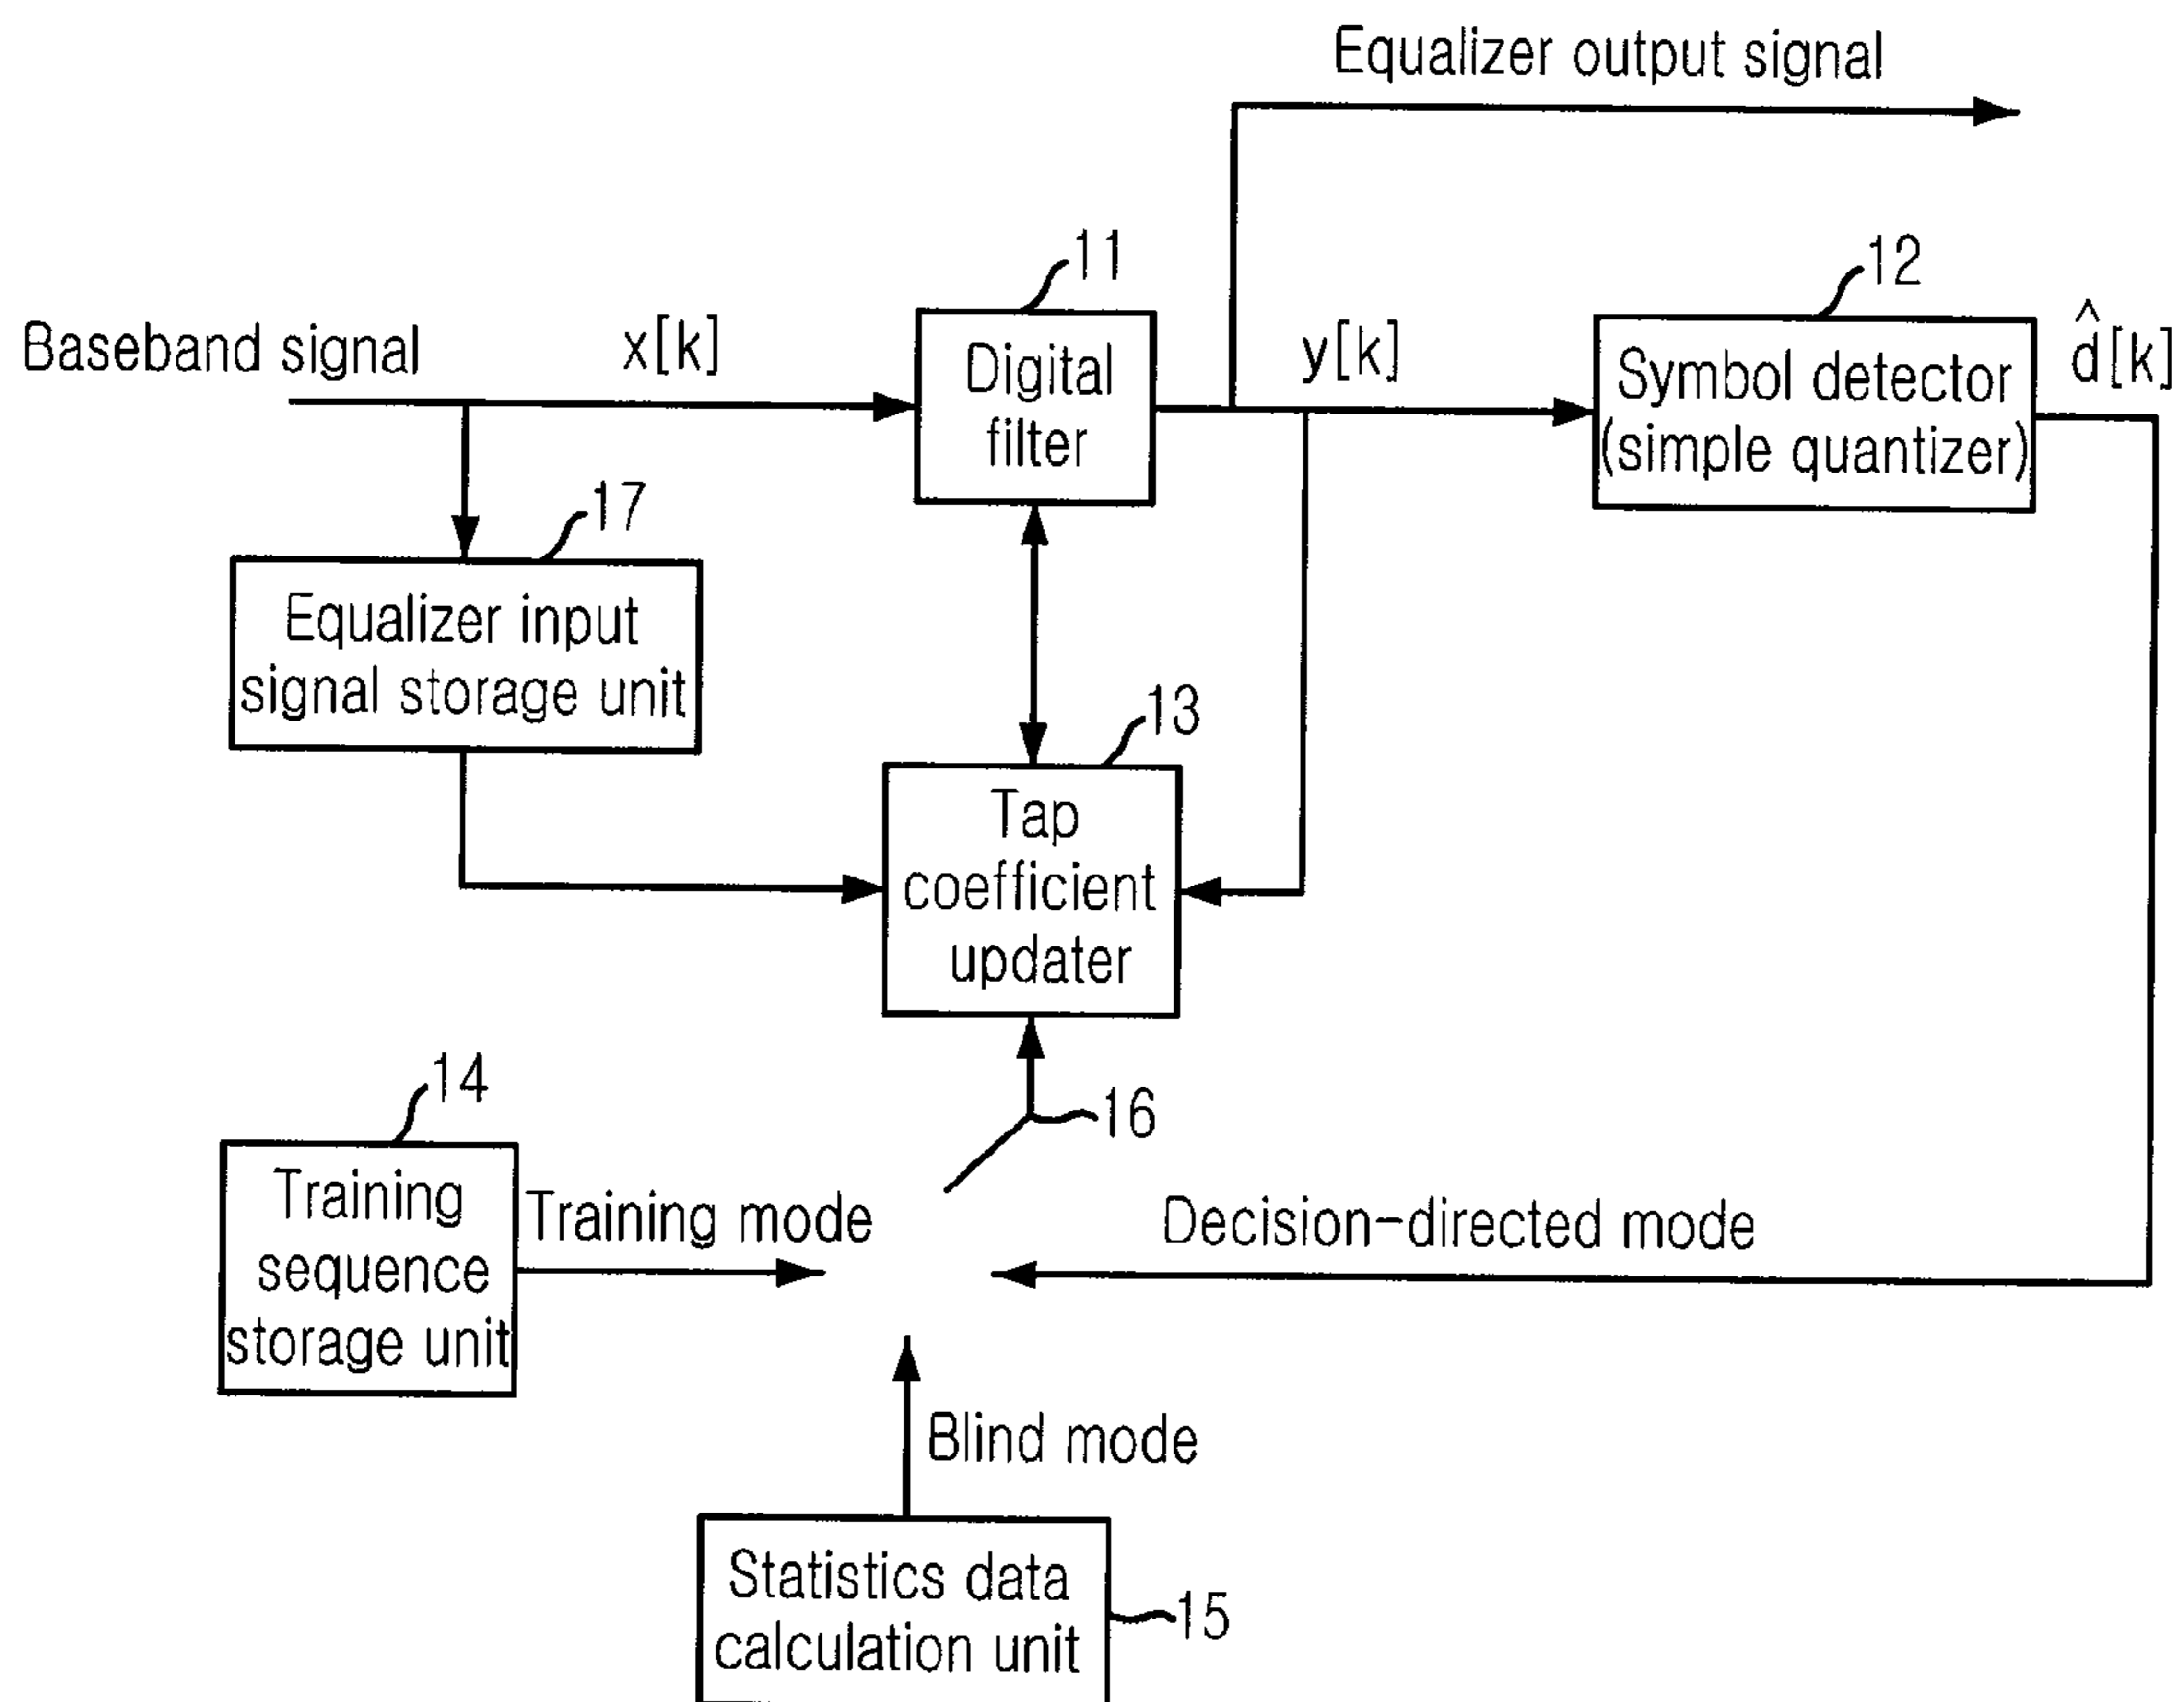 Equalizer output signal
11
12
Baseband signal
x[k]
Digital
filter
y[k]
Symbol detector
(simple quantizer)
d̂[k]
17
Equalizer input
signal storage unit
13
Tap
coefficient
updater
14
16
Training
sequence
storage unit
Training mode
Decision-directed mode
Blind mode
Statistics data
calculation unit
15